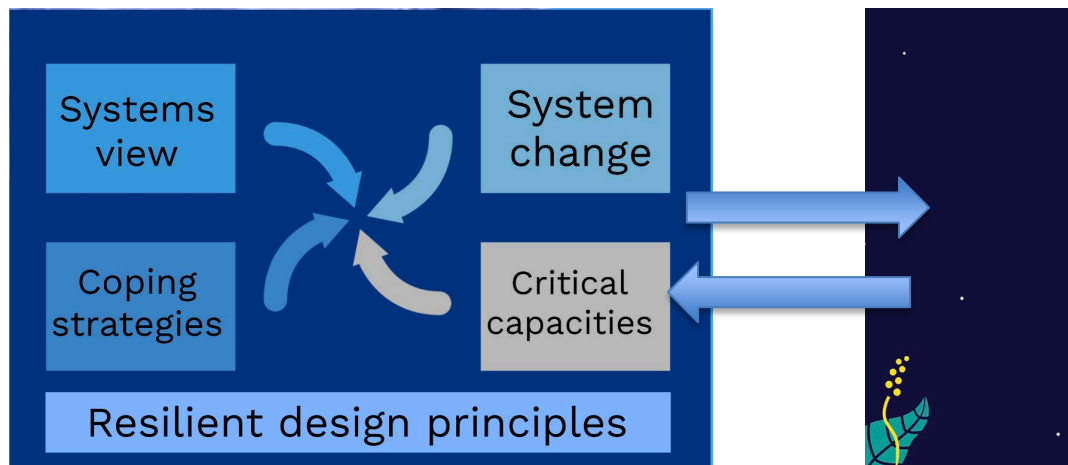 Systems
view
System
change
Coping
strategies
Critical
capacities
Resilient design principles